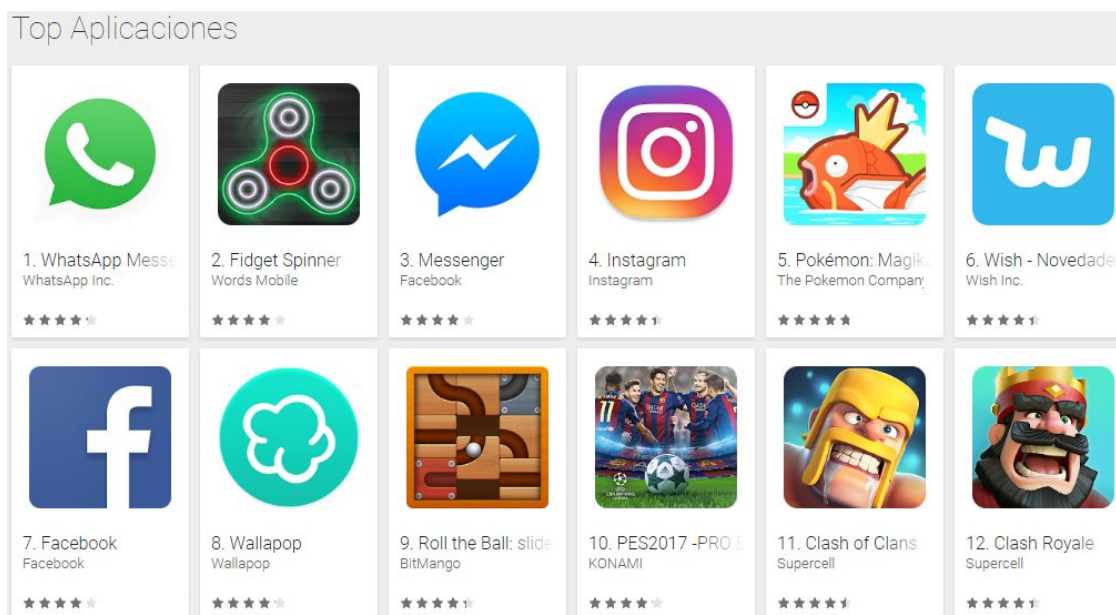 Top Aplicaciones
1. WhatsApp Messe
WhatsApp Inc.
2. Fidget Spinner
Words Mobile
3. Messenger
Facebook
4. Instagram
Instagram
5. Pokémon: Magika
The Pokemon Company
6. Wish - Novedade
Wish Inc.
7. Facebook
Facebook
8. Wallapop
Wallapop
9. Roll the Ball: slide
BitMango
10. PES2017 -PRO E
KONAMI
11. Clash of Clans
Supercell
12. Clash Royale
Supercell